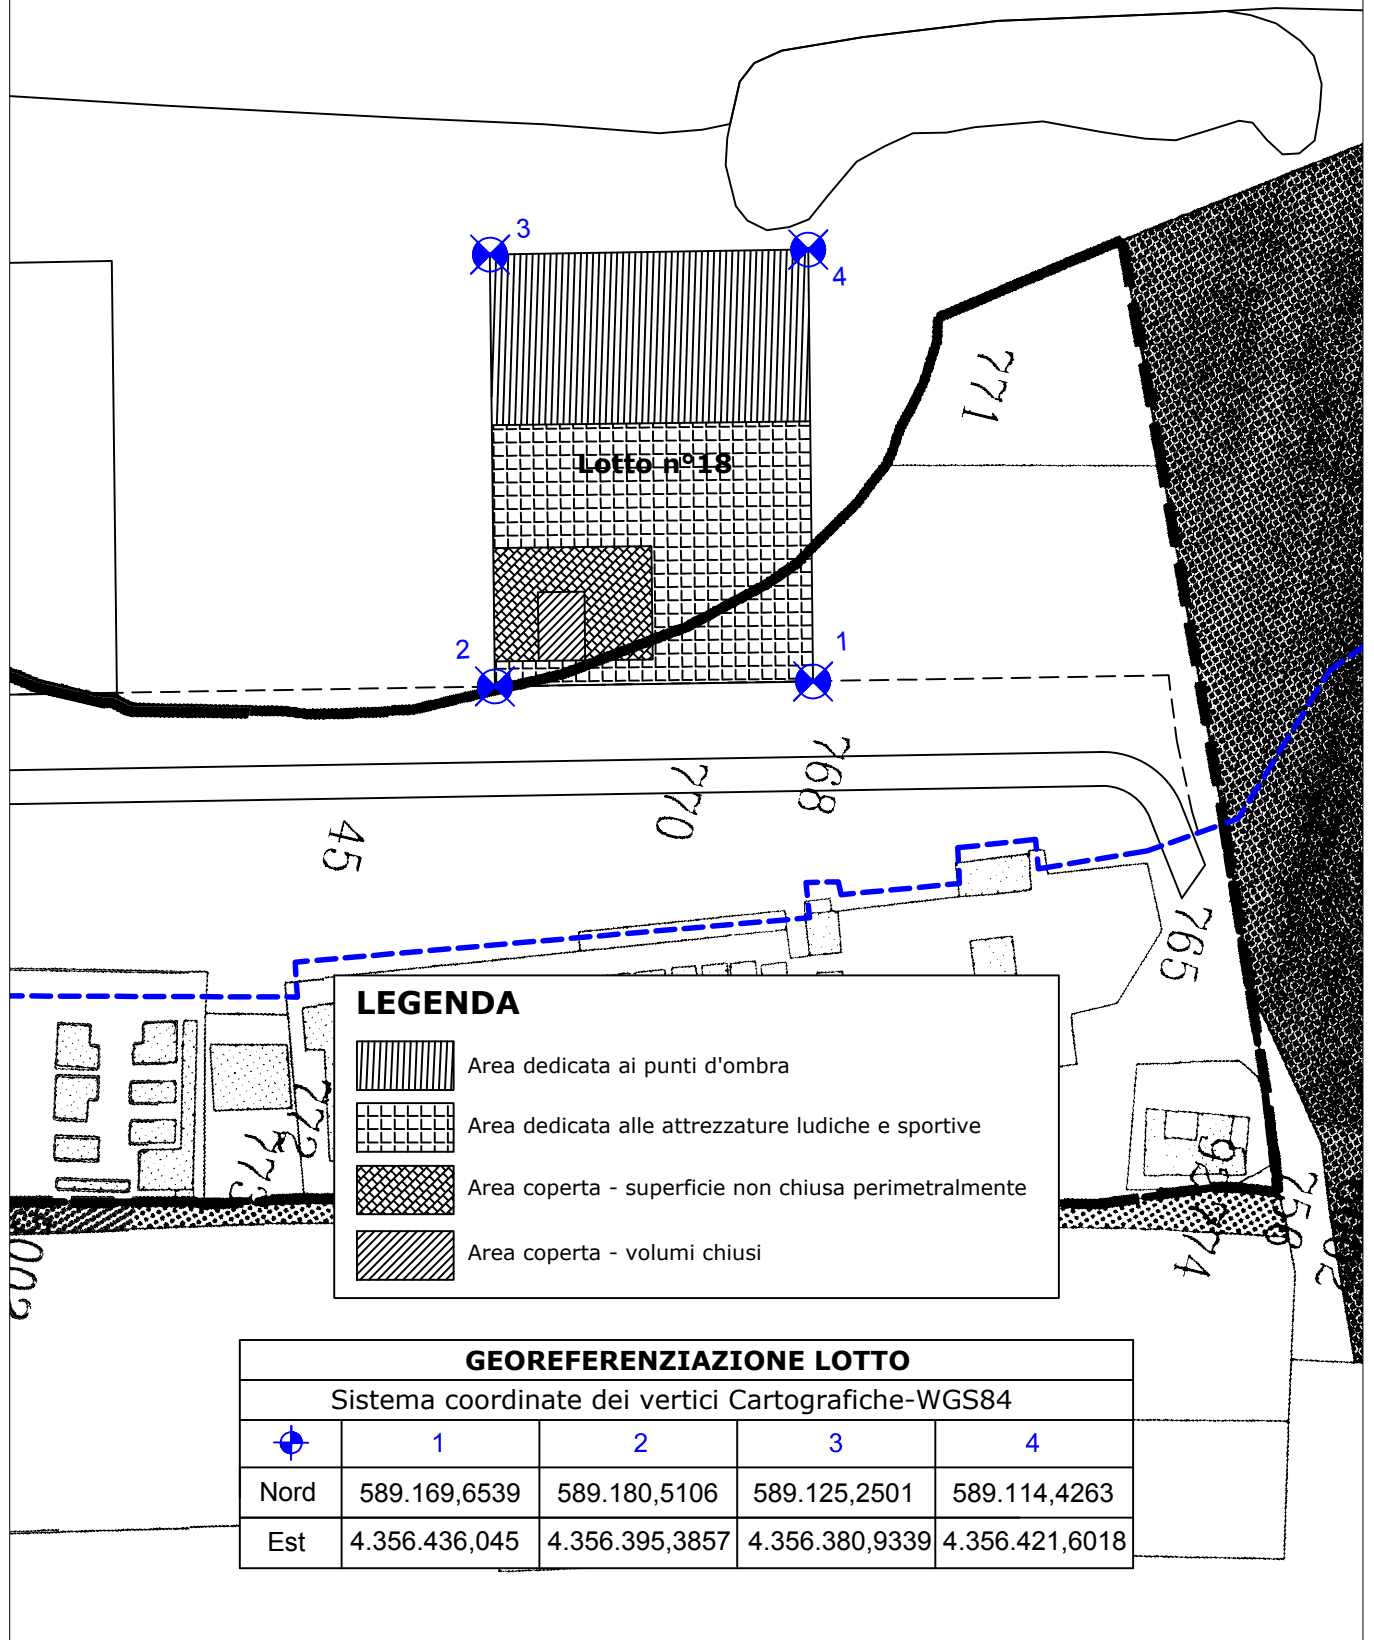 3
4
771
Lotto n°18
2
1
768
770
45
765
LEGENDA
Area dedicata ai punti d'ombra
Area dedicata alle attrezzature ludiche e sportive
Area coperta - superficie non chiusa perimetralmente
Area coperta - volumi chiusi
772
774
GEOREFERENZIAZIONE LOTTO
Sistema coordinate dei vertici Cartografiche-WGS84
1 2 3 4
Nord 589.169,6539 589.180,5106 589.125,2501 589.114,4263
Est 4.356.436,045 4.356.395,3857 4.356.380,9339 4.356.421,6018